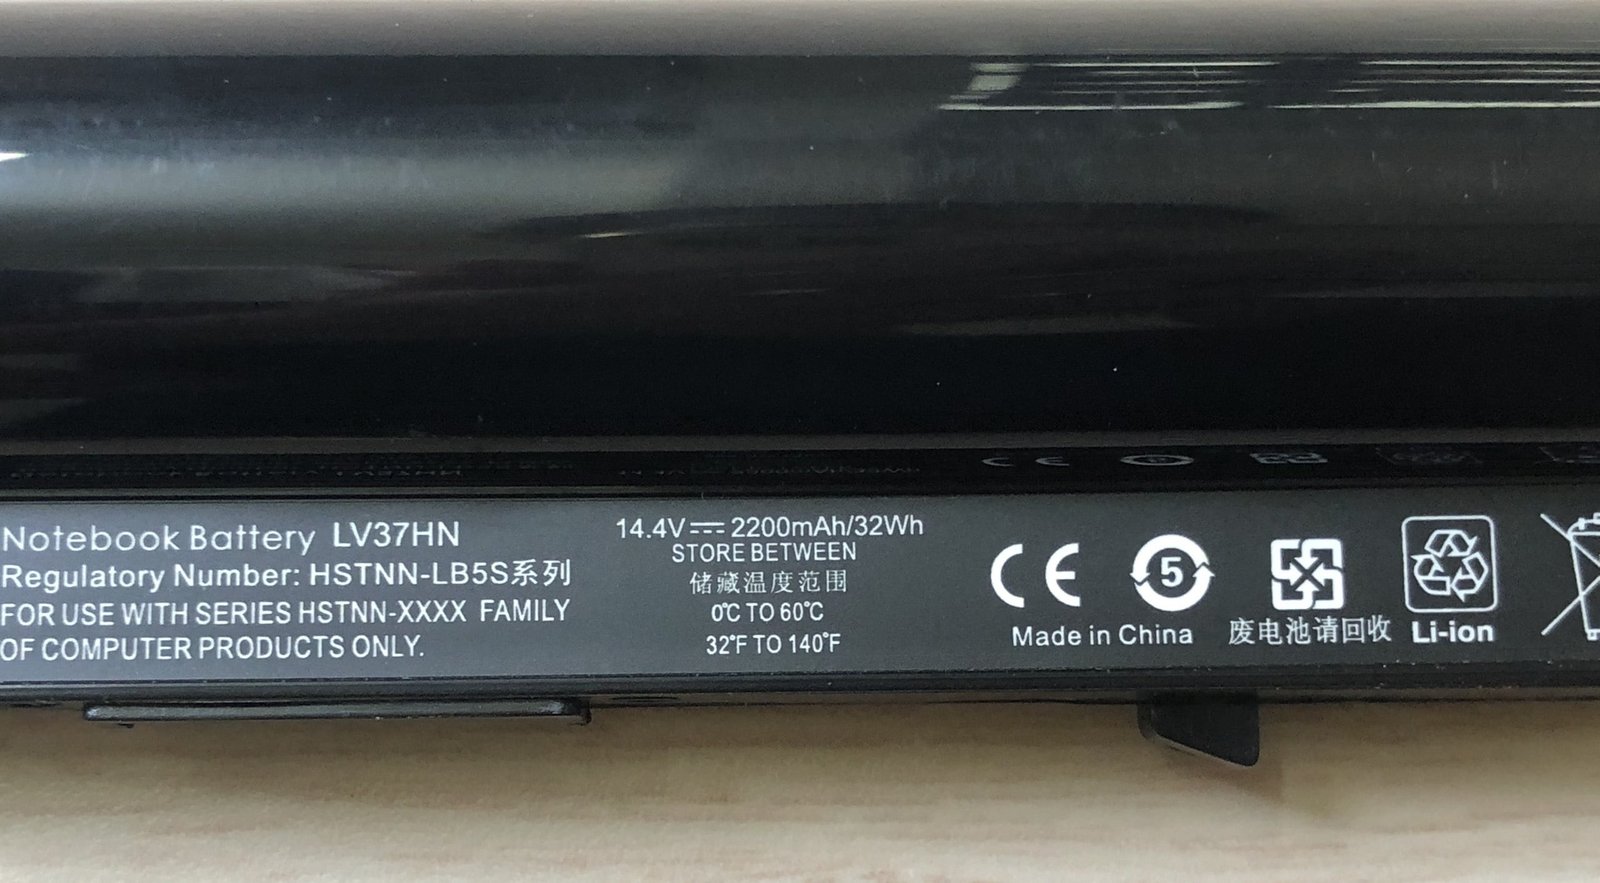 Notebook Battery LV37HN
Regulatory Number: HSTNN-LB5S系列
FOR USE WITH SERIES HSTNN-XXXX FAMILY
OF COMPUTER PRODUCTS ONLY.
14.4V⎓2200mAh/32Wh
STORE BETWEEN
储藏温度范围
0℃ TO 60℃
32℉ TO 140℉
CE
5
Made in China
废电池请回收
Li-ion